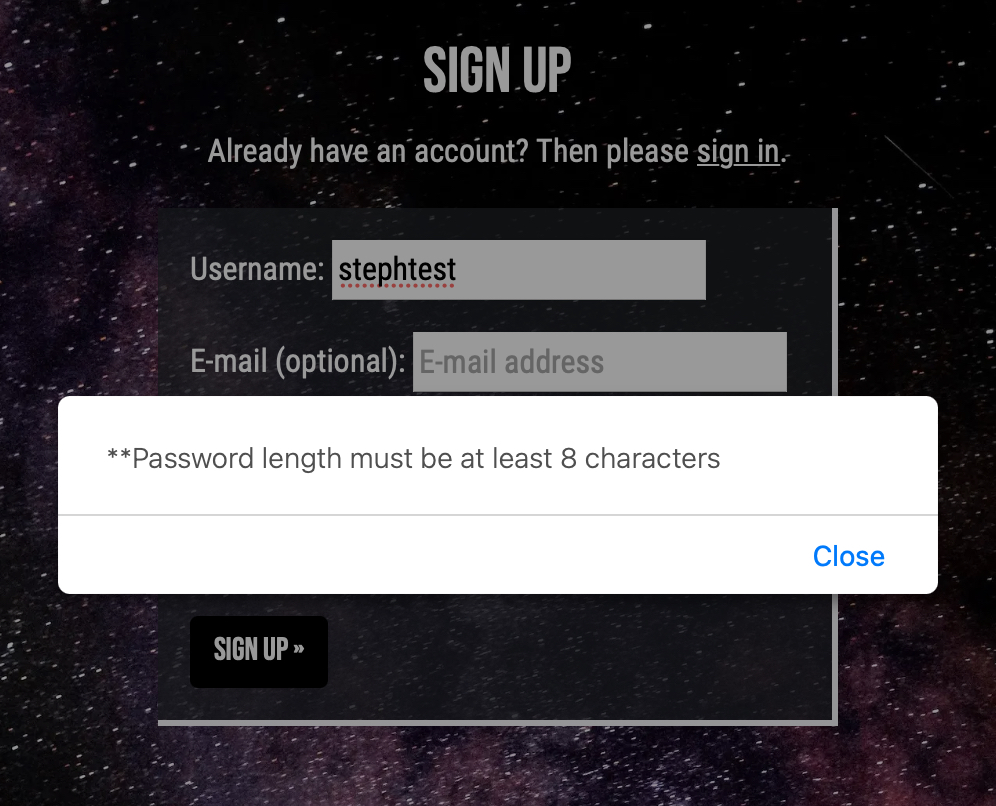 SIGN UP
Already have an account? Then please sign in.
Username: stephtest
E-mail (optional): E-mail address
**Password length must be at least 8 characters
Close
SIGN UP »